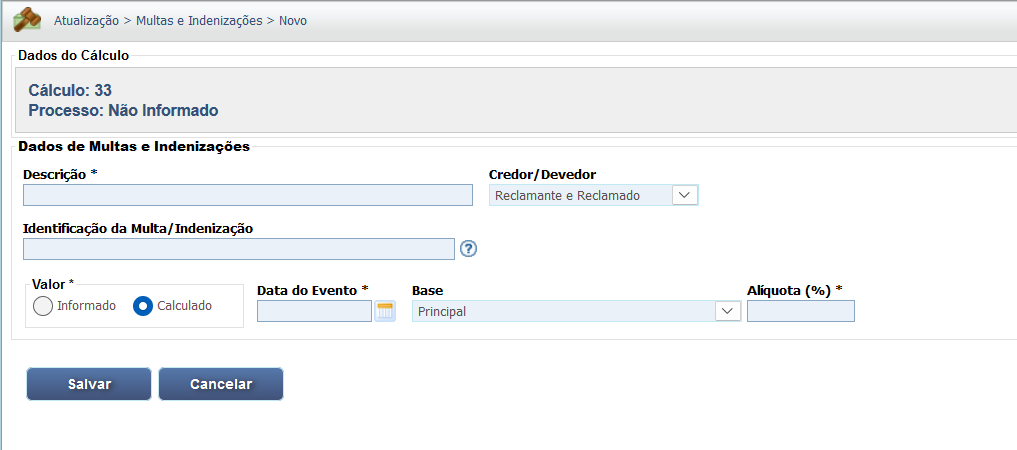 Atualização > Multas e Indenizações > Novo
Dados do Cálculo
Cálculo: 33
Processo: Não Informado
Dados de Multas e Indenizações
Descrição *
Credor/Devedor
Reclamante e Reclamado
Identificação da Multa/Indenização
?
Valor *
Informado
Calculado
Data do Evento *
Base
Principal
Alíquota (%) *
Salvar
Cancelar